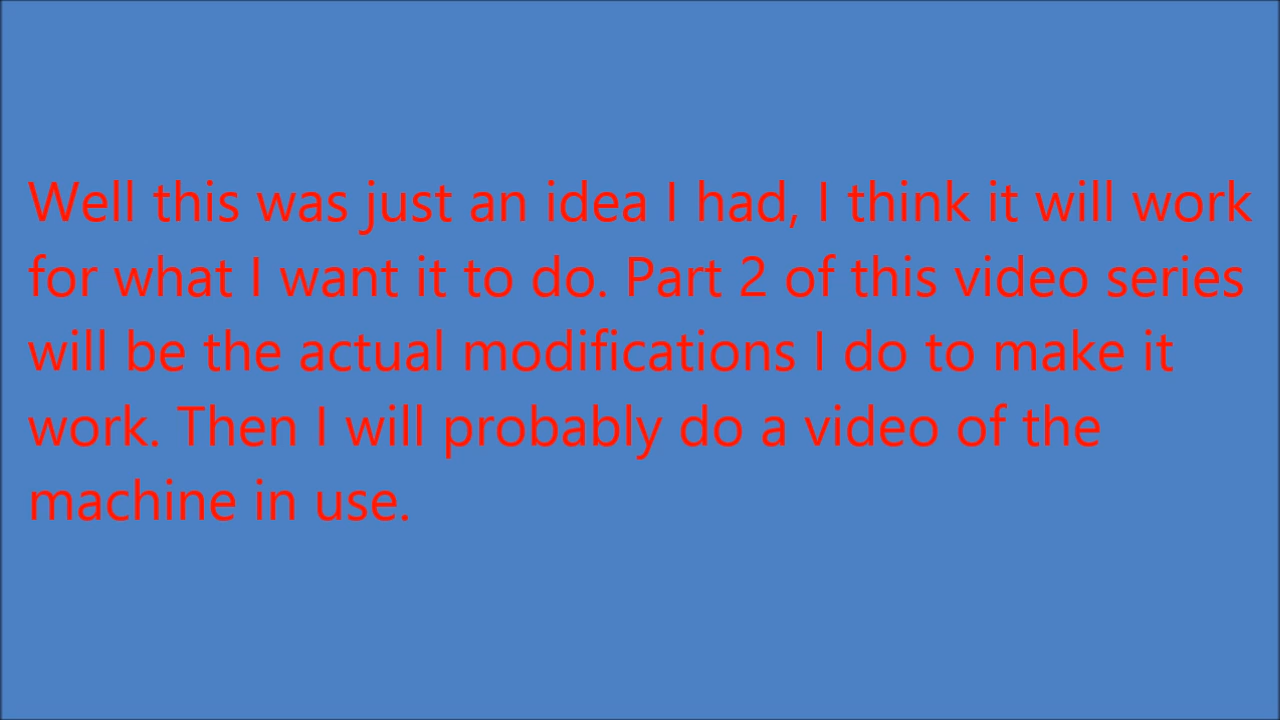 Well this was just an idea I had, I think it will work
for what I want it to do. Part 2 of this video series
will be the actual modifications I do to make it
work. Then I will probably do a video of the
machine in use.